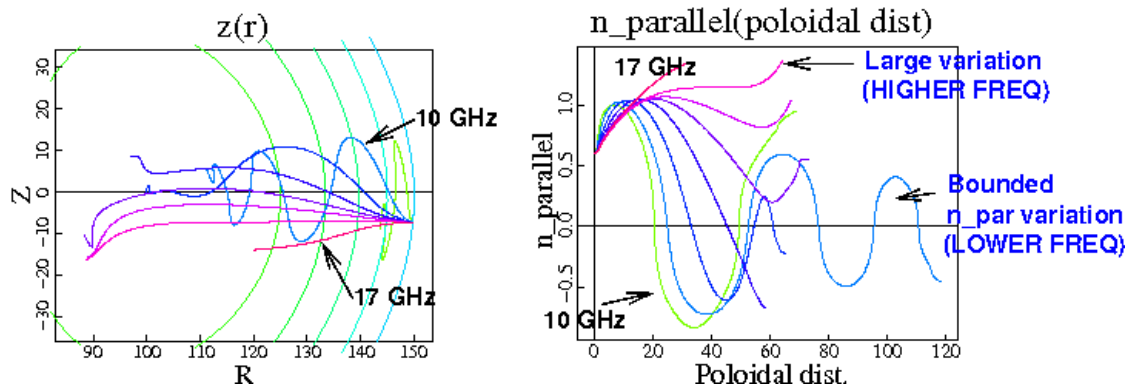 z(r)
30
20
10
0
-10
-20
-30
Z
10 GHz
17 GHz
90 100 110 120 130 140 150
R
n_parallel(poloidal dist)
17 GHz
Large variation
(HIGHER FREQ)
1.0
0.5
-0.0
-0.5
n_parallel
Bounded
n_par variation
(LOWER FREQ)
10 GHz
0 20 40 60 80 100 120
Poloidal dist.